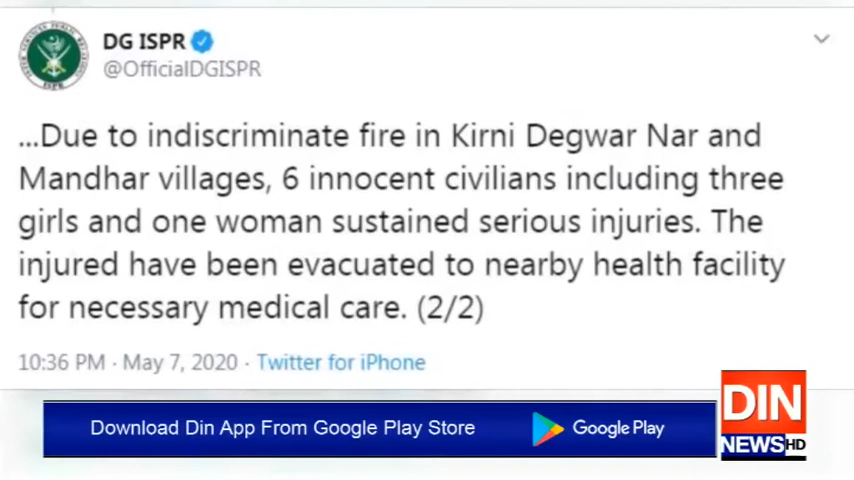 DG ISPR
@OfficialDGISPR
...Due to indiscriminate fire in Kirni Degwar Nar and
Mandhar villages, 6 innocent civilians including three
girls and one woman sustained serious injuries. The
injured have been evacuated to nearby health facility
for necessary medical care. (2/2)
10:36 PM · May 7, 2020 · Twitter for iPhone
Download Din App From Google Play Store
Google Play
DIN
NEWS HD